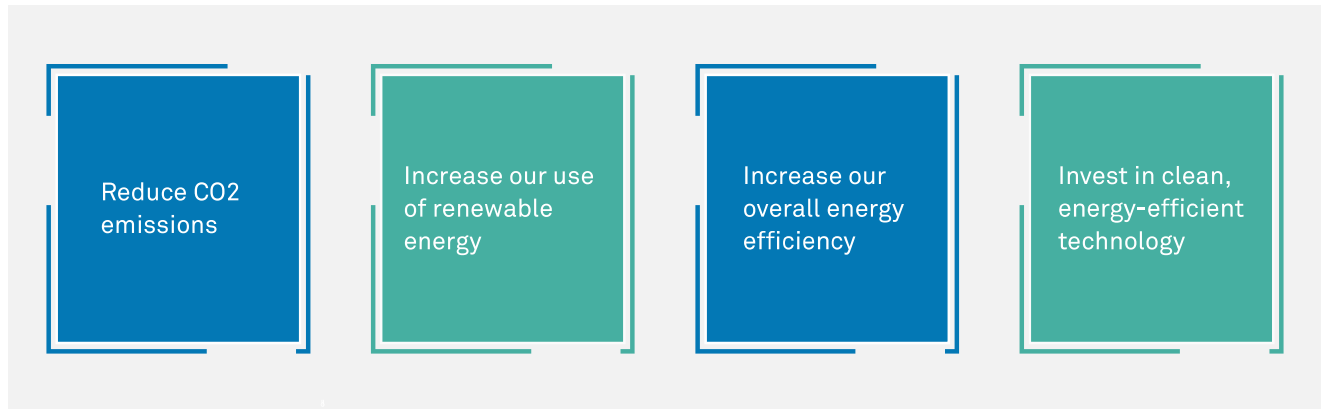 Reduce CO2
emissions
Increase our use
of renewable
energy
Increase our
overall energy
efficiency
Invest in clean,
energy-efficient
technology